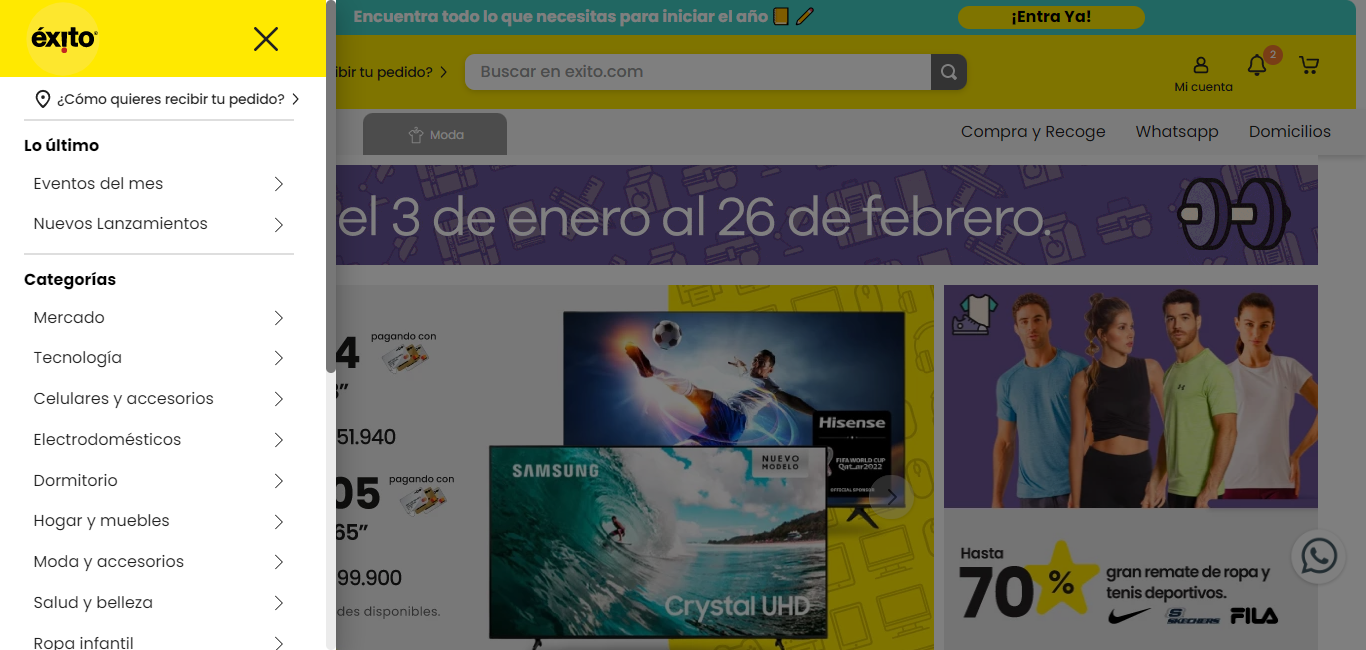 éxito
¿Cómo quieres recibir tu pedido?
Lo último
Eventos del mes
Nuevos Lanzamientos
Categorías
Mercado
Tecnología
Celulares y accesorios
Electrodomésticos
Dormitorio
Hogar y muebles
Moda y accesorios
Salud y belleza
Ropa infantil
Encuentra todo lo que necesitas para iniciar el año
¡Entra Ya!
ibir tu pedido?
Buscar en exito.com
Mi cuenta
2
Moda
Compra y Recoge
Whatsapp
Domicilios
el 3 de enero al 26 de febrero.
4
pagando con
51.940
05
pagando con
65”
99.900
des disponibles.
Hisense
FIFA WORLD CUP
Qatar2022
OFFICIAL SPONSOR
SAMSUNG
NUEVO
MODELO
Crystal UHD
Hasta
70%
gran remate de ropa y
tenis deportivos.
SKECHERS
FILA